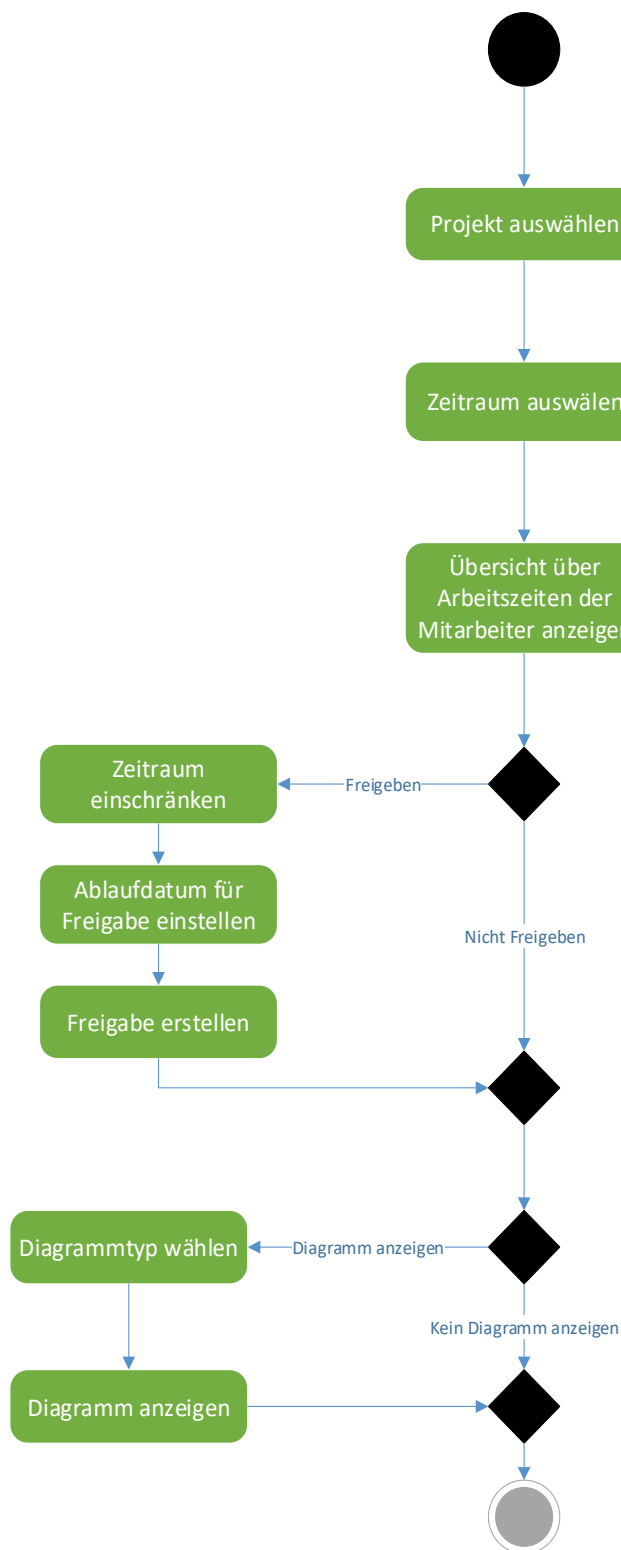 Projekt auswählen
Zeitraum auswälen
Übersicht über
Arbeitszeiten der
Mitarbeiter anzeigen
Zeitraum
einschränken
Freigeben
Ablaufdatum für
Freigabe einstellen
Nicht Freigeben
Freigabe erstellen
Diagrammtyp wählen
Diagramm anzeigen
Kein Diagramm anzeigen
Diagramm anzeigen